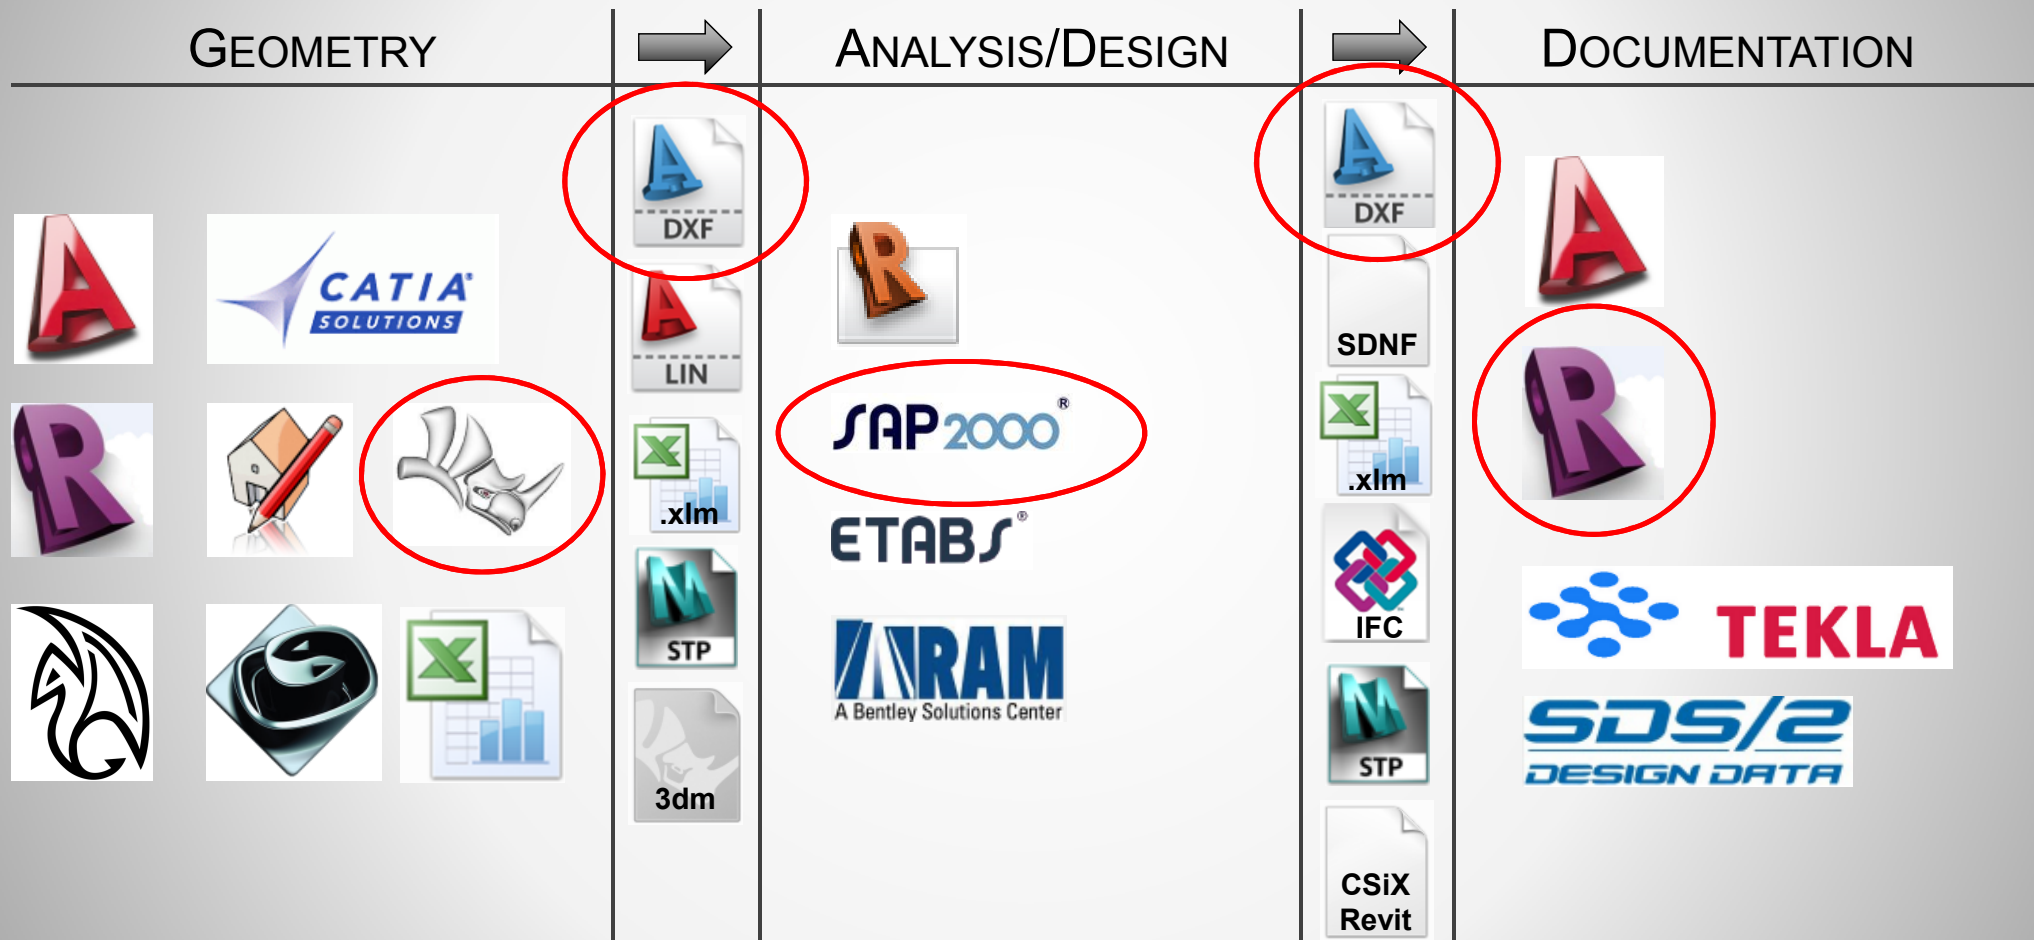 GEOMETRY
ANALYSIS/DESIGN
DOCUMENTATION
CATIA®
SOLUTIONS
DXF
LIN
.xlm
STP
3dm
SAP2000®
ETABS®
RAM
A Bentley Solutions Center
DXF
SDNF
.xlm
IFC
STP
CSiX
Revit
TEKLA
SDS/2
DESIGN DATA